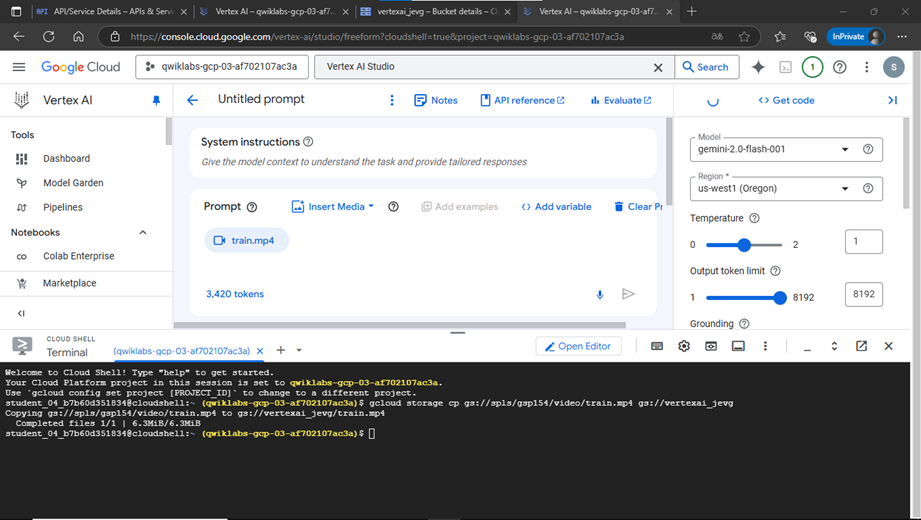 API/Service Details – APIs & Servi
Vertex AI – qwiklabs-gcp-03-af7
vertexai_jevg – Bucket details – Cl
Vertex AI – qwiklabs-gcp-03-af7
https://console.cloud.google.com/vertex-ai/studio/freeform?cloudshell=true&project=qwiklabs-gcp-03-af702107ac3a
InPrivate
Google Cloud
qwiklabs-gcp-03-af702107ac3a
Vertex AI Studio
Search
1
S
Vertex AI
Untitled prompt
Notes
API reference
Evaluate
Get code
Tools
Dashboard
Model Garden
Pipelines
Notebooks
Colab Enterprise
Marketplace
System instructions
Give the model context to understand the task and provide tailored responses
Prompt
Insert Media
Add examples
Add variable
Clear Pr
train.mp4
3,420 tokens
Model
gemini-2.0-flash-001
Region *
us-west1 (Oregon)
Temperature
0
2
1
Output token limit
1
8192
8192
Grounding
CLOUD SHELL
Terminal
(qwiklabs-gcp-03-af702107ac3a)
Open Editor
Welcome to Cloud Shell! Type "help" to get started.
Your Cloud Platform project in this session is set to qwiklabs-gcp-03-af702107ac3a.
Use `gcloud config set project [PROJECT_ID]` to change to a different project.
student_04_b7b60d351834@cloudshell:~ (qwiklabs-gcp-03-af702107ac3a)$ gcloud storage cp gs://spls/gsp154/video/train.mp4 gs://vertexai_jevg
Copying gs://spls/gsp154/video/train.mp4 to gs://vertexai_jevg/train.mp4
Completed files 1/1 | 6.3MiB/6.3MiB
student_04_b7b60d351834@cloudshell:~ (qwiklabs-gcp-03-af702107ac3a)$